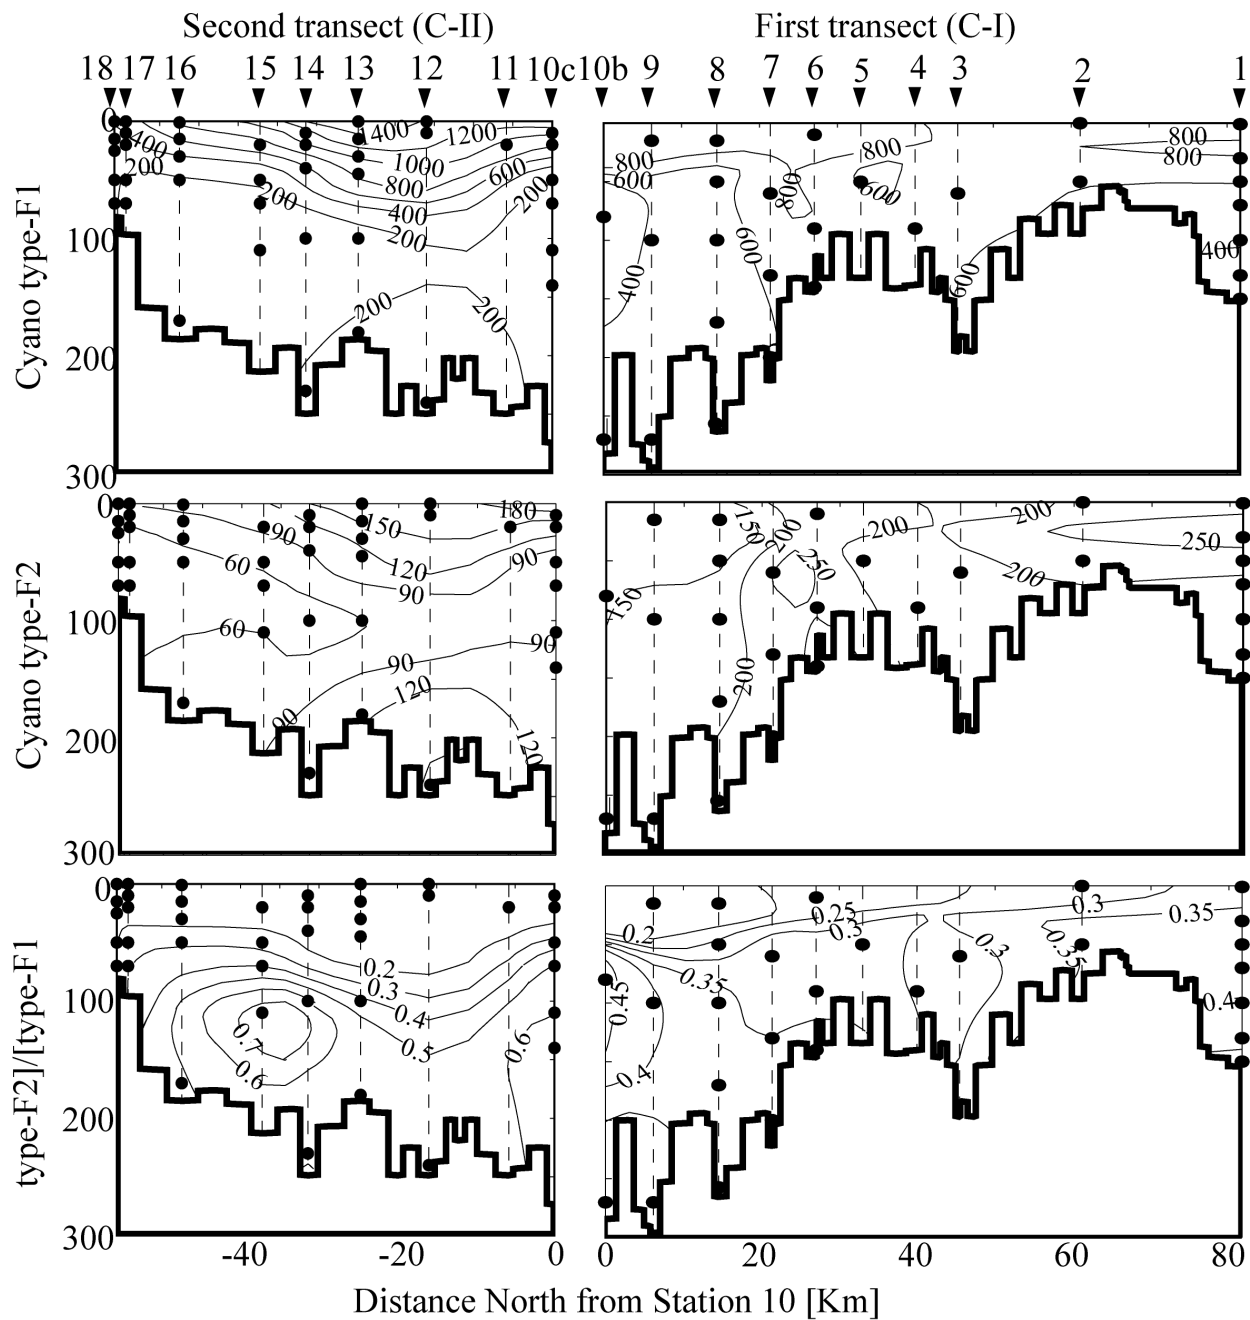 Second transect (C-II) First transect (C-I)
18 17 16 15 14 13 12 11 10c 10b 9 8 7 6 5 4 3 2 1
Cyano type-F1
0
100
200
300
400 200 200 1400 1200 1000 800 600 400 200 200 200 200
800 600 400 600 800 800 600 600 800 800 400
Cyano type-F2
0
100
200
300
90 60 60 150 180 120 90 90 90 90 120 90 120
150 150 200 250 200 200 200 200 250
type-F2]/[type-F1
0
100
200
300
0.2 0.3 0.4 0.5 0.6 0.7 0.6
0.2 0.25 0.3 0.35 0.45 0.4 0.3 0.3 0.35 0.35 0.4
-40 -20 0 0 20 40 60 80
Distance North from Station 10 [Km]